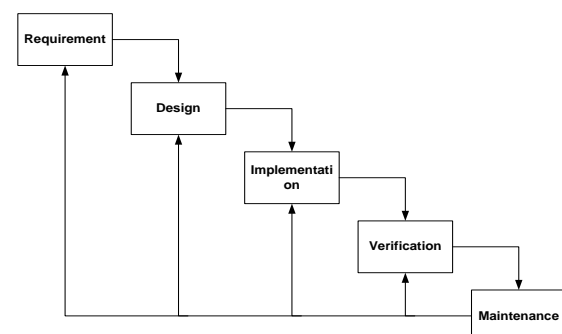 Requirement
Design
Implementati
on
Verification
Maintenance